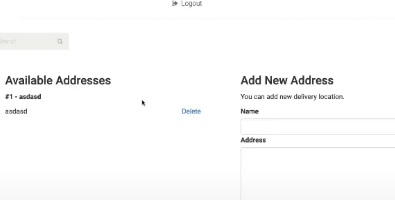 Logout
Search
Available Addresses
#1 - asdasd
asdasd
Delete
Add New Address
You can add new delivery location.
Name
Address